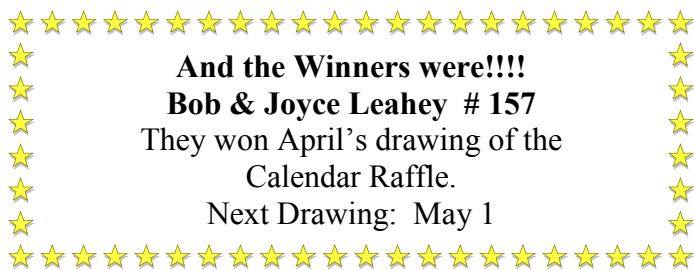 And the Winners were!!!!
Bob & Joyce Leahey # 157
They won April’s drawing of the
Calendar Raffle.
Next Drawing: May 1